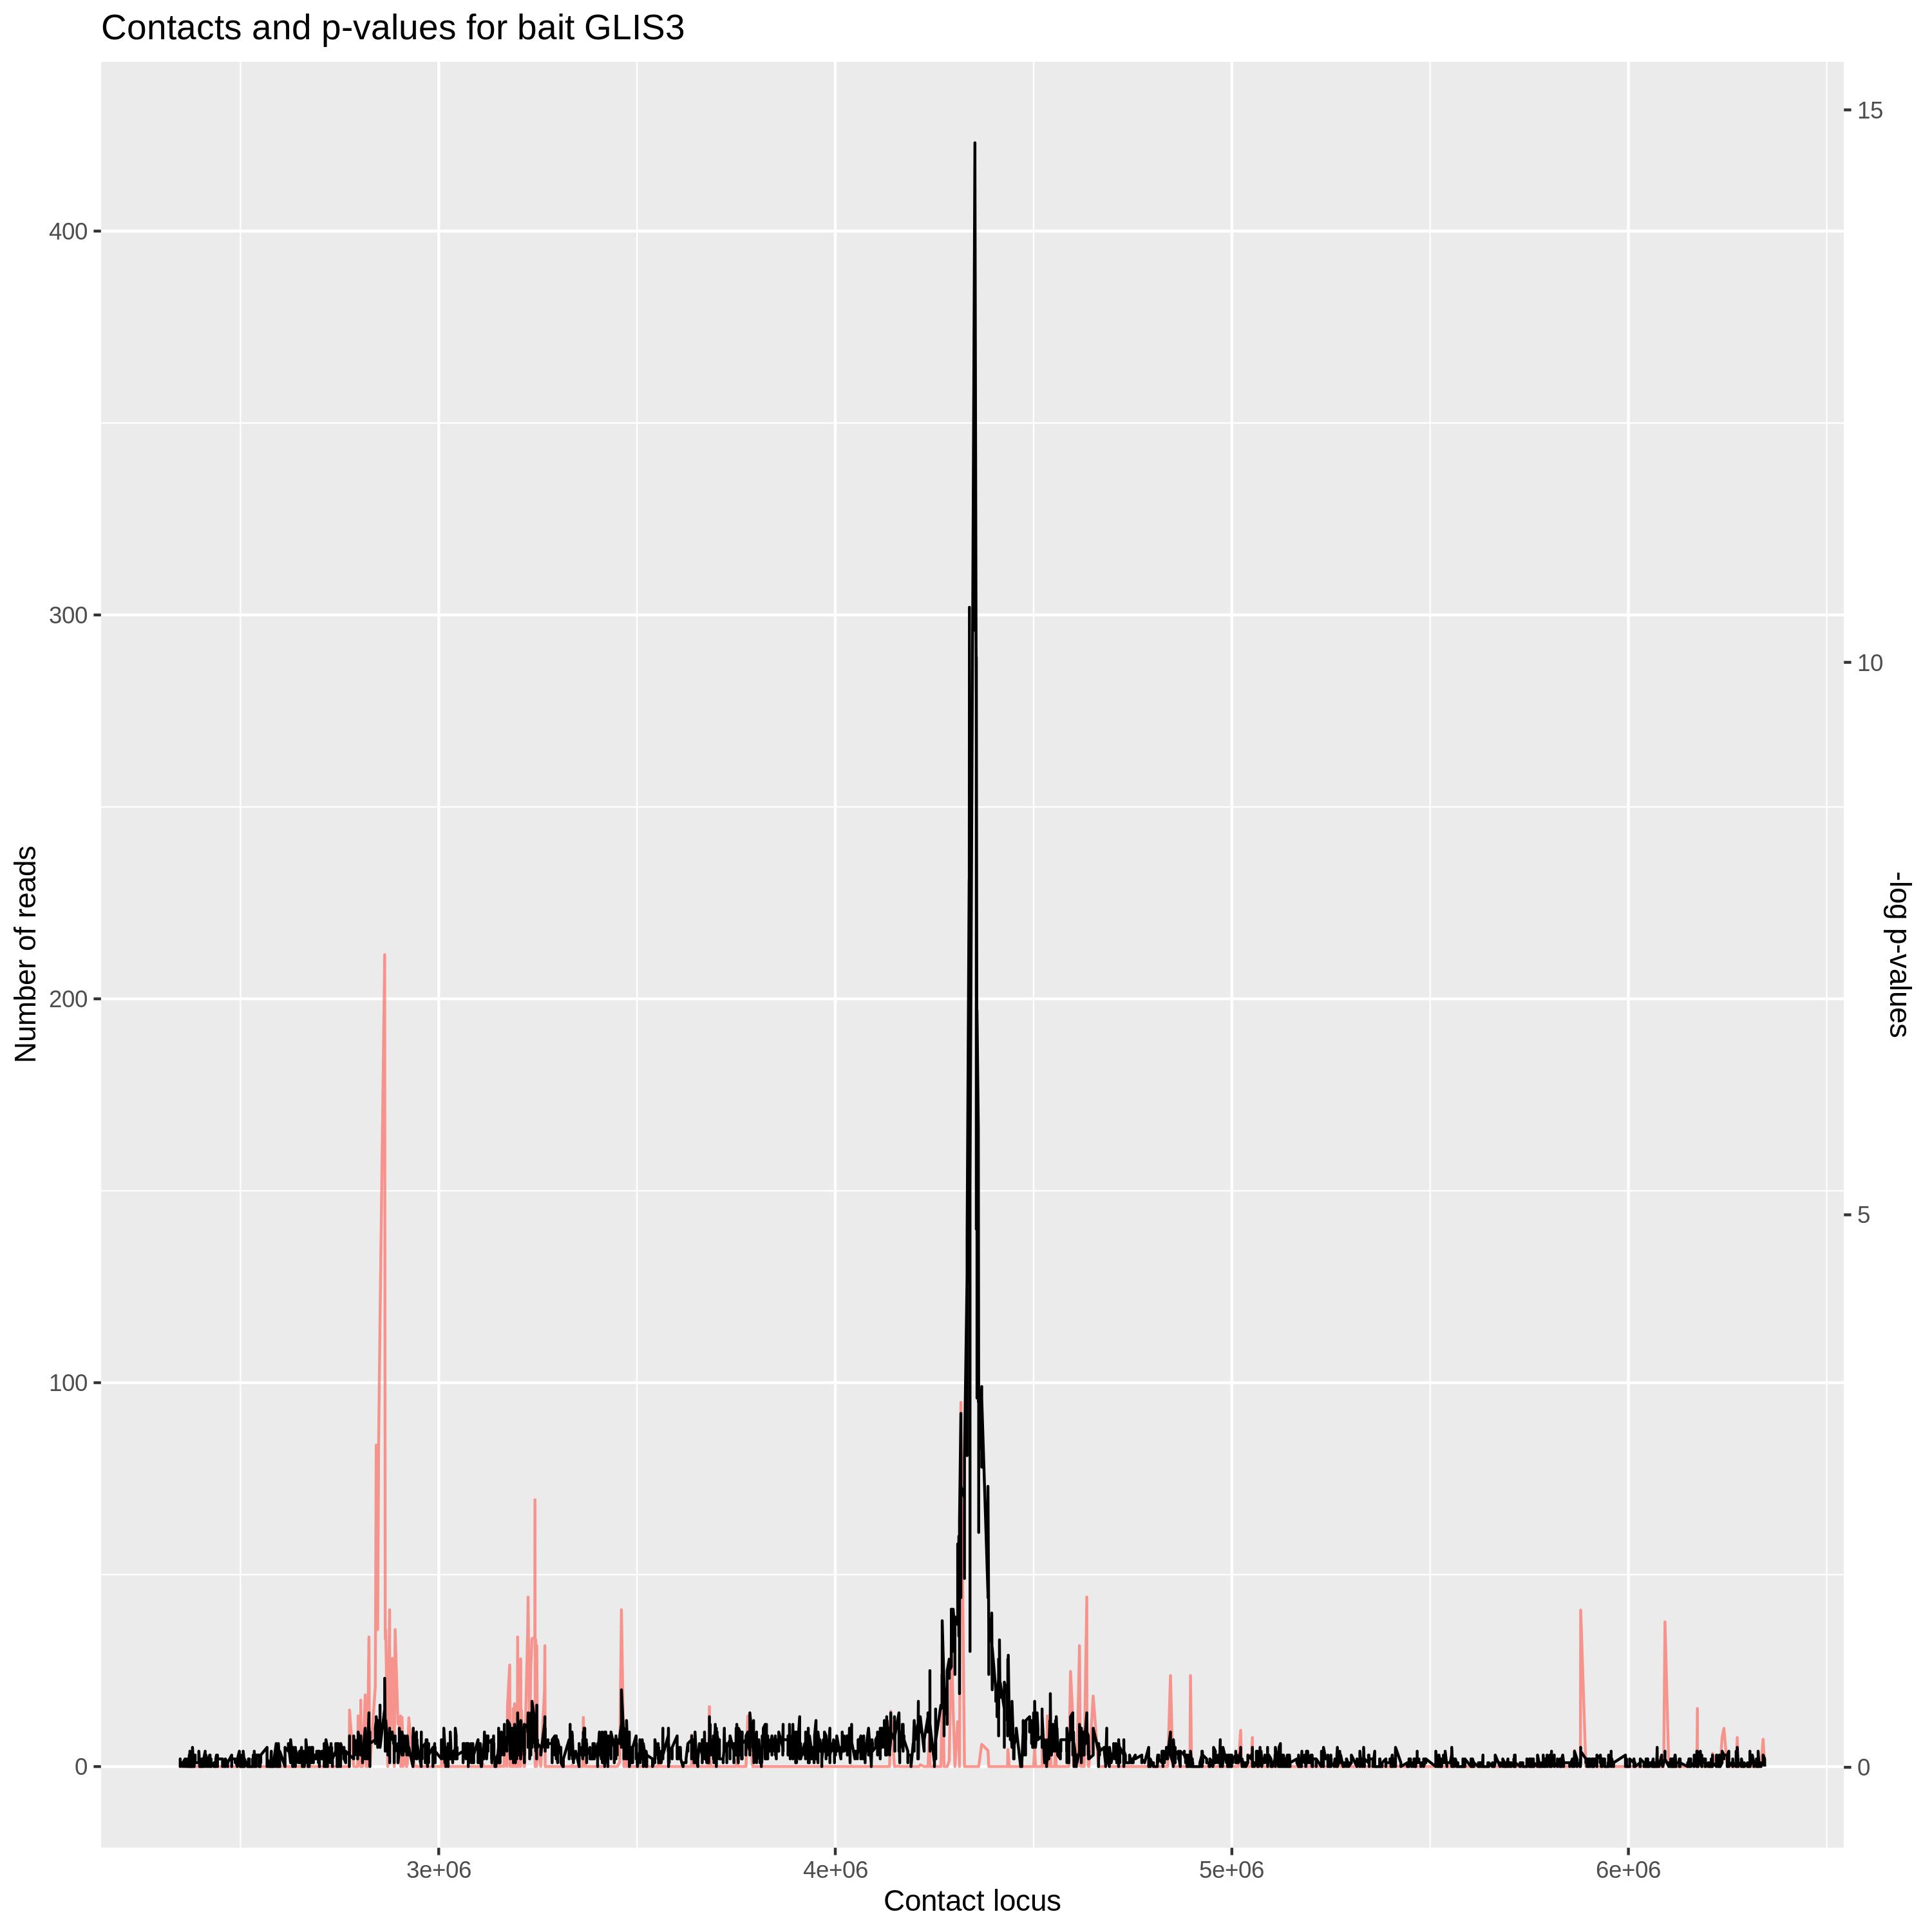 Contacts and p-values for bait GLIS3
15
400
300
10
Number of reads
-log p-values
200
5
100
0
0
3e+06
4e+06
5e+06
6e+06
Contact locus